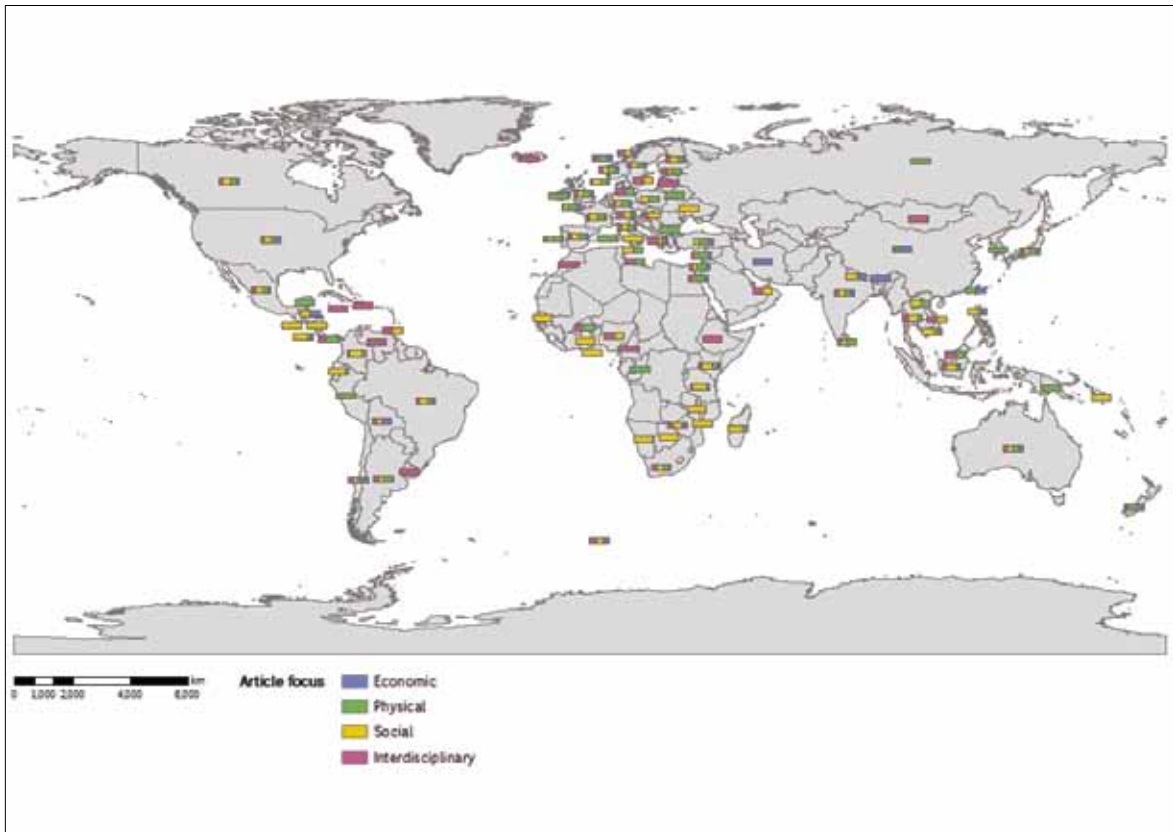 km
0 1,000 2,000 4,000 6,000
Article focus
Economic
Physical
Social
Interdisciplinary